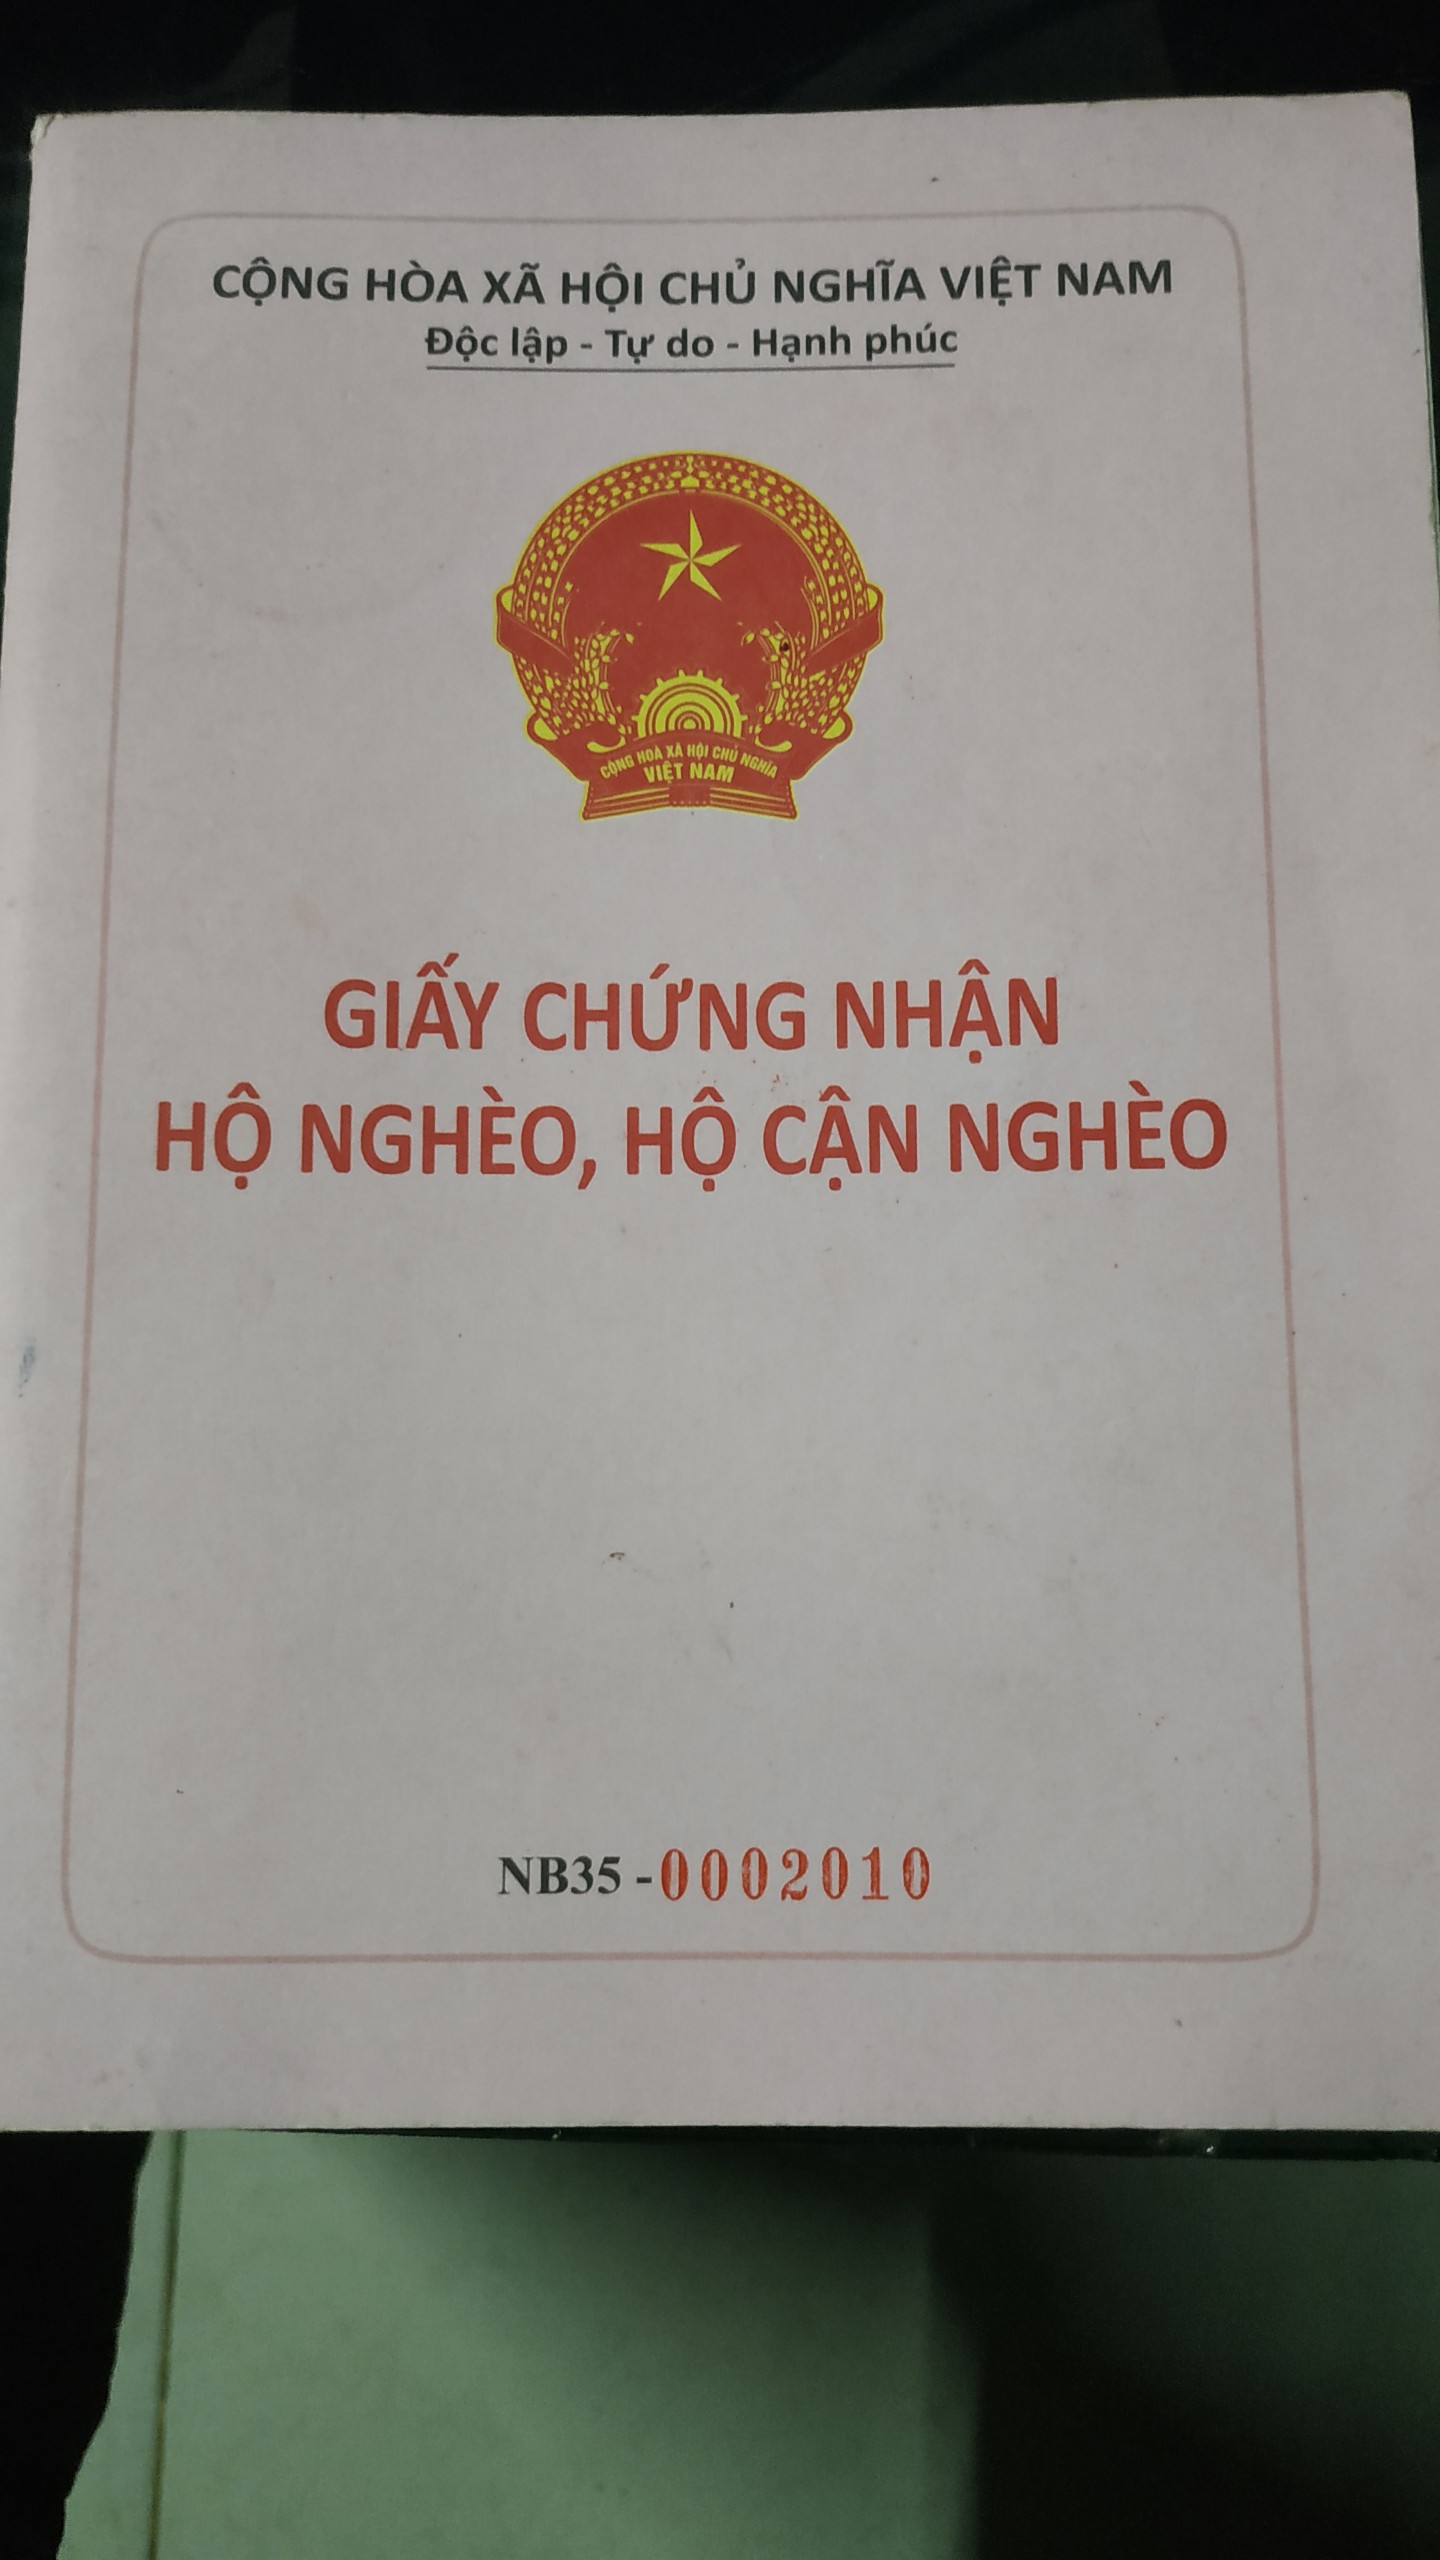 CỘNG HÒA XÃ HỘI CHỦ NGHĨA VIỆT NAM
Độc lập - Tự do - Hạnh phúc
CỘNG HOÀ XÃ HỘI CHỦ NGHĨA
VIỆT NAM
GIẤY CHỨNG NHẬN
HỘ NGHÈO, HỘ CẬN NGHÈO
NB35 - 0002010